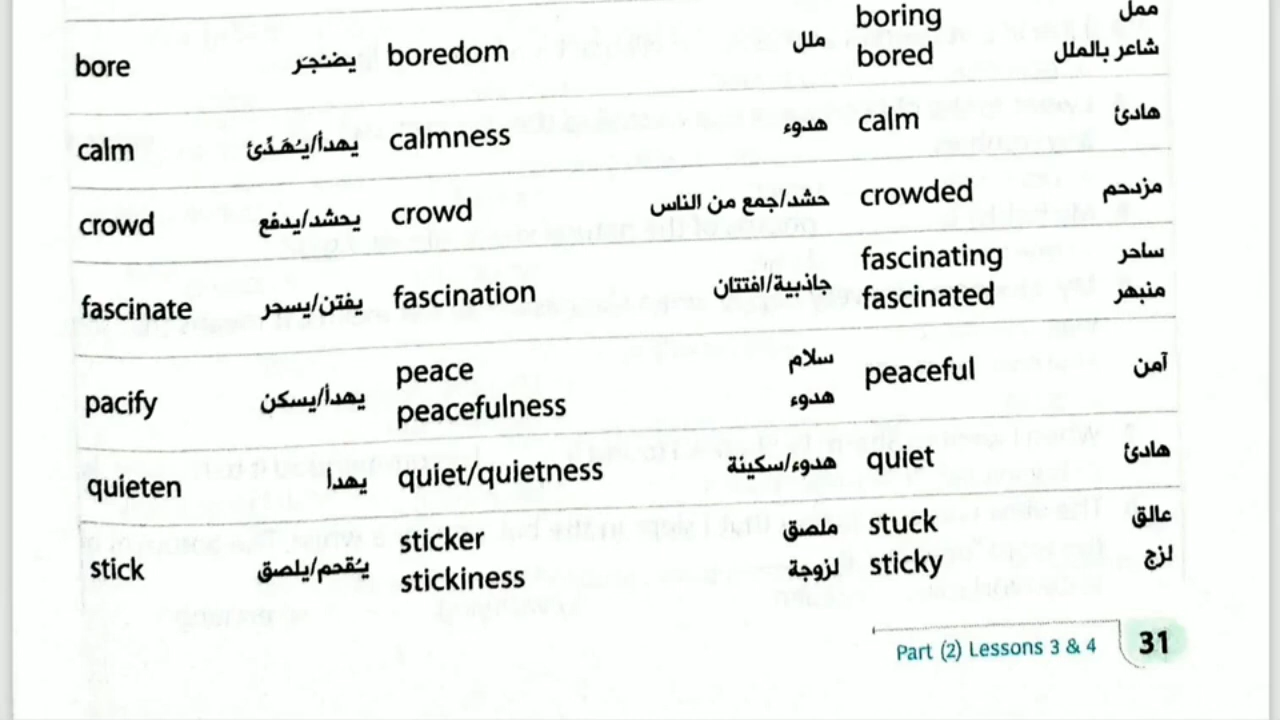 boring ممل
bore يضجر boredom ملل bored شاعر بالملل
calm يهدأ/يُهَدِّئ calmness هدوء calm هادئ
crowd يحشد/يدفع crowd حشد/جمع من الناس crowded مزدحم
fascinating ساحر
fascinate يفتن/يسحر fascination جاذبية/افتتان fascinated منبهر
peace سلام
pacify يهدأ/يسكن peaceful آمن
peacefulness هدوء
quieten يهدأ quiet/quietness هدوء/سكينة quiet هادئ
sticker ملصق stuck عالق
stick يُقحم/يلصق stickiness لزوجة sticky لزج
Part (2) Lessons 3 & 4 31